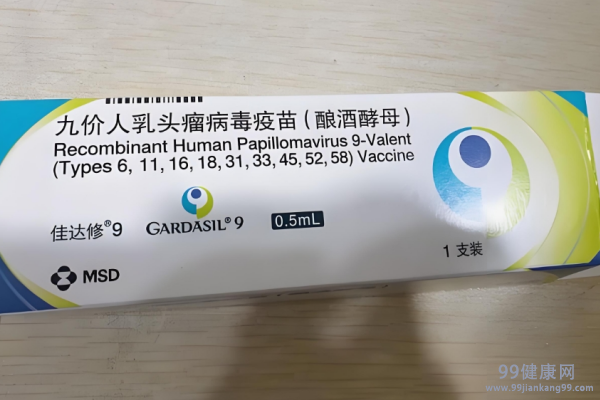 九价人乳头瘤病毒疫苗（酿酒酵母）
Recombinant Human Papillomavirus 9-Valent
(Types 6, 11, 16, 18, 31, 33, 45, 52, 58) Vaccine
佳达修®9 GARDASIL®9 0.5mL
1 支装
MSD
99健康网
www.99jiankang99.com